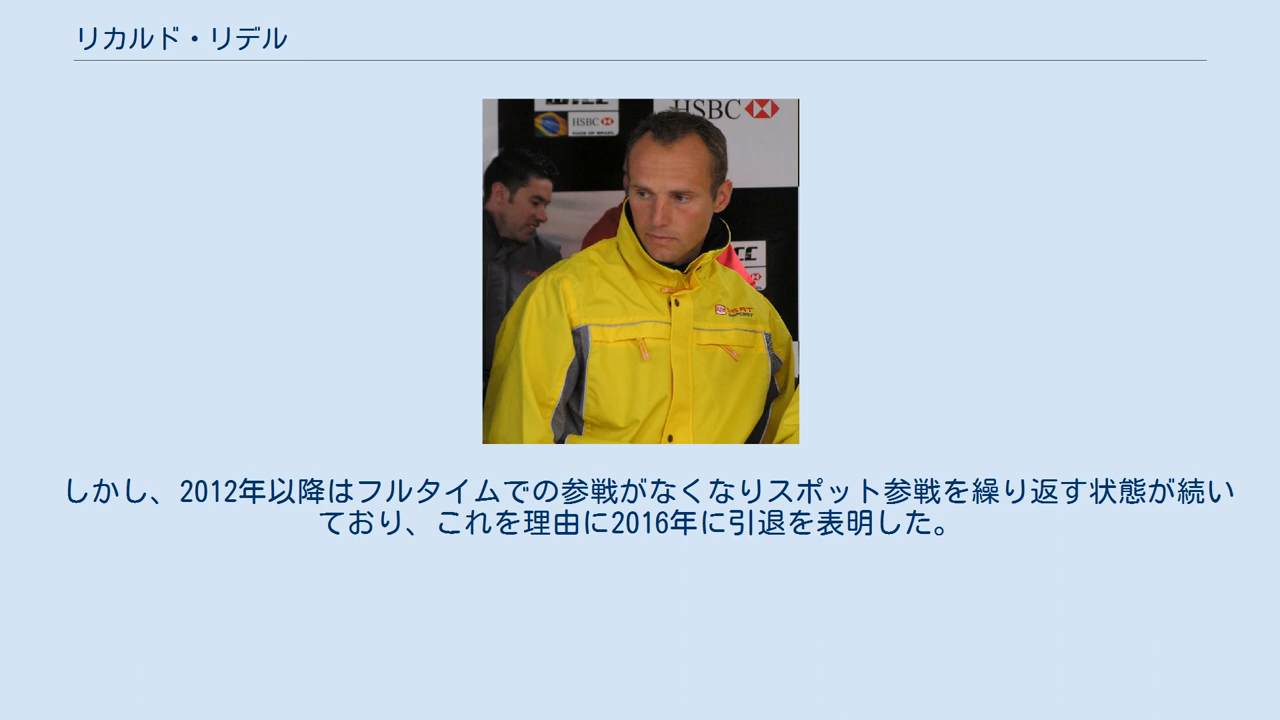 リカルド・リデル
HSBC
HSBC
RACE OF BRAZIL
しかし、2012年以降はフルタイムでの参戦がなくなりスポット参戦を繰り返す状態が続い
ており、これを理由に2016年に引退を表明した。